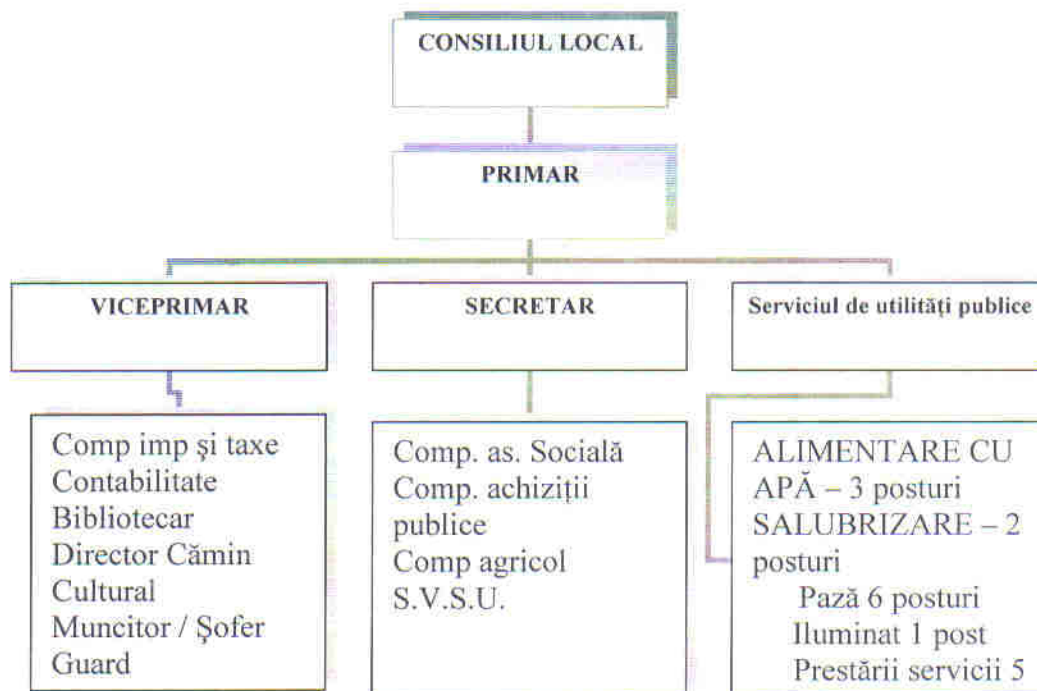 CONSILIUL LOCAL
PRIMAR
VICEPRIMAR
SECRETAR
Serviciul de utilități publice
Comp imp și taxe
Contabilitate
Bibliotecar
Director Cămin
Cultural
Muncitor / Șofer
Guard
Comp. as. Socială
Comp. achiziții
publice
Comp agricol
S.V.S.U.
ALIMENTARE CU
APĂ – 3 posturi
SALUBRIZARE – 2
posturi
Pază 6 posturi
Iluminat 1 post
Prestării servicii 5